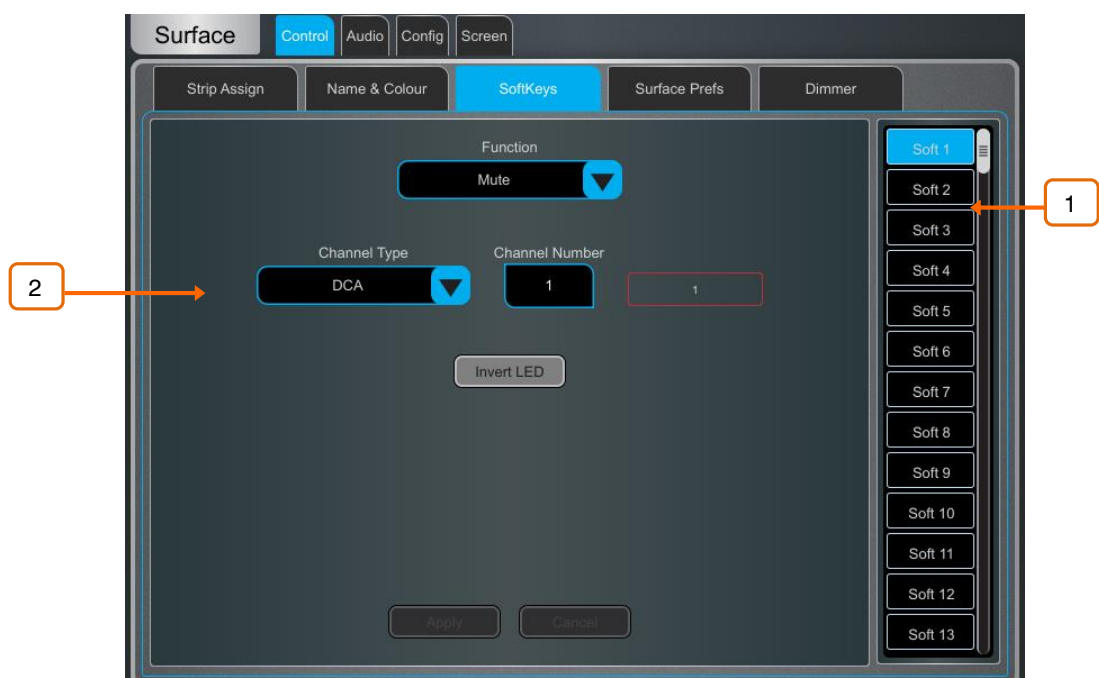 Surface Control Audio Config Screen
Strip Assign Name & Colour SoftKeys Surface Prefs Dimmer
Function
Mute
Channel Type Channel Number
DCA 1 1
Invert LED
Apply Cancel
Soft 1
Soft 2
Soft 3
Soft 4
Soft 5
Soft 6
Soft 7
Soft 8
Soft 9
Soft 10
Soft 11
Soft 12
Soft 13
1
2